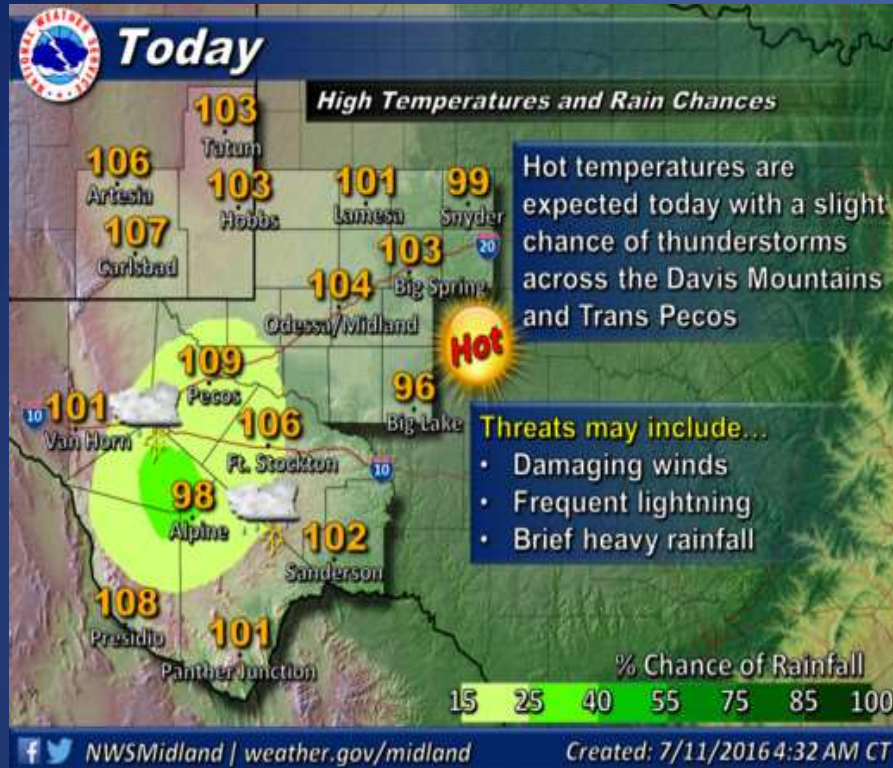 NATIONAL WEATHER SERVICE
Today
High Temperatures and Rain Chances
103
Tatum
106
Artesia
103
Hobbs
101
Lamesa
99
Snyder
107
Carlsbad
103
Big Spring
20
104
Odessa/Midland
Hot temperatures are
expected today with a slight
chance of thunderstorms
across the Davis Mountains
and Trans Pecos
Hot
109
Pecos
96
Big Lake
10
101
Van Horn
106
Ft. Stockton
10
98
Alpine
102
Sanderson
108
Presidio
101
Panther Junction
Threats may include...
• Damaging winds
• Frequent lightning
• Brief heavy rainfall
% Chance of Rainfall
15 25 40 55 75 85 100
NWSMidland | weather.gov/midland
Created: 7/11/2016 4:32 AM CT